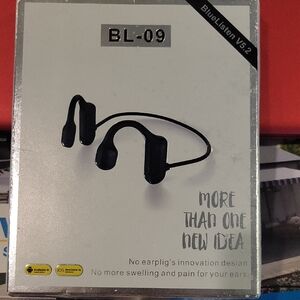 BL-09
BlueListen V5.2
MORE
THAN ONE
NEW IDEA
No earplig's innovation design
No more swelling and pain for your ears